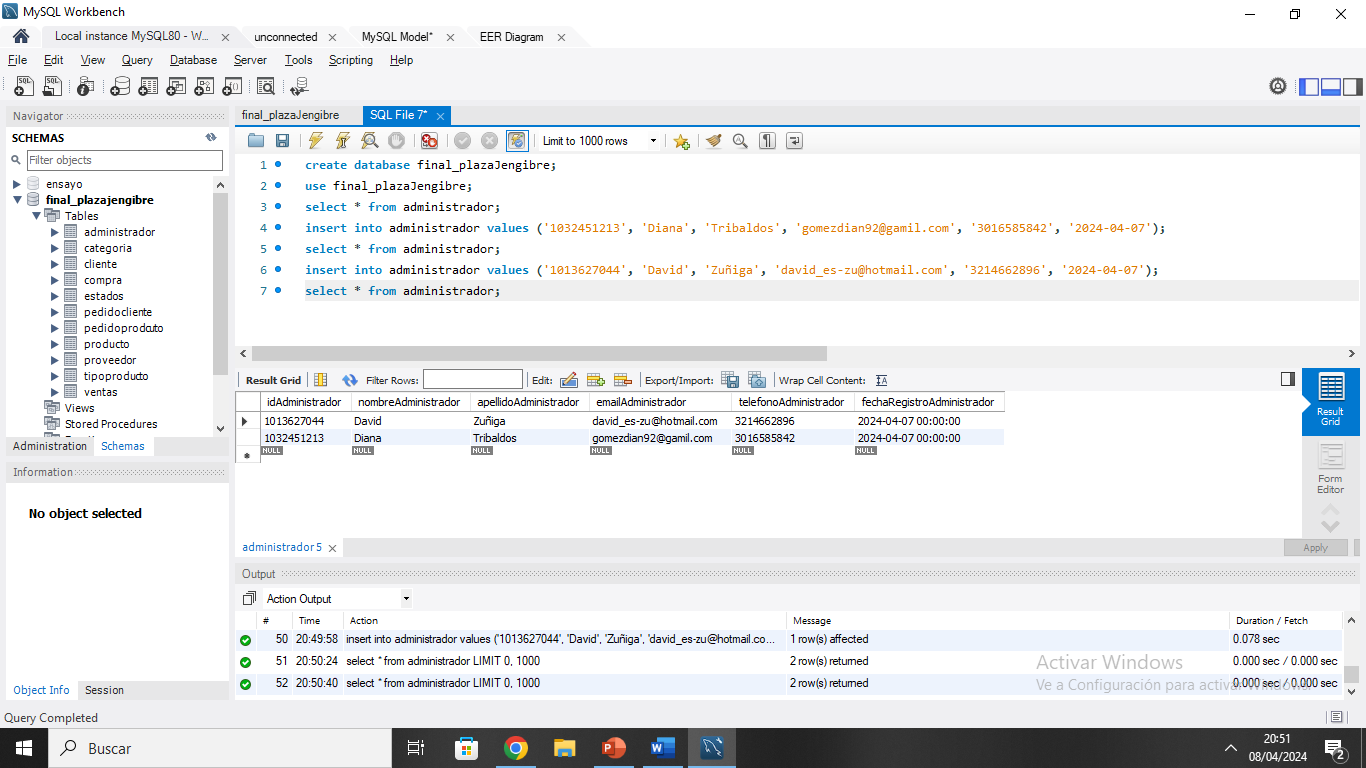 MySQL Workbench
Local instance MySQL80 - W... × unconnected × MySQL Model* × EER Diagram ×
File Edit View Query Database Server Tools Scripting Help
Navigator
final_plazaJengibre SQL File 7* ×
SCHEMAS
Filter objects
Limit to 1000 rows
ensayo
final_plazajengibre
Tables
administrador
categoria
cliente
compra
estados
pedidocliente
pedidoprodcuto
producto
proveedor
tipoproducto
ventas
Views
Stored Procedures
Administration Schemas
Information
No object selected
Object Info Session
1 create database final_plazaJengibre;
2 use final_plazaJengibre;
3 select * from administrador;
4 insert into administrador values ('1032451213', 'Diana', 'Tribaldos', 'gomezdian92@gamil.com', '3016585842', '2024-04-07');
5 select * from administrador;
6 insert into administrador values ('1013627044', 'David', 'Zuñiga', 'david_es-zu@hotmail.com', '3214662896', '2024-04-07');
7 select * from administrador;
Result Grid Filter Rows: Edit: Export/Import: Wrap Cell Content:
idAdministrador nombreAdministrador apellidoAdministrador emailAdministrador telefonoAdministrador fechaRegistroAdministrador
1013627044 David Zuñiga david_es-zu@hotmail.com 3214662896 2024-04-07 00:00:00
1032451213 Diana Tribaldos gomezdian92@gamil.com 3016585842 2024-04-07 00:00:00
NULL NULL NULL NULL NULL NULL
Result
Grid
Form
Editor
administrador 5 ×
Apply
Output
Action Output
# Time Action Message Duration / Fetch
50 20:49:58 insert into administrador values ('1013627044', 'David', 'Zuñiga', 'david_es-zu@hotmail.co... 1 row(s) affected 0.078 sec
51 20:50:24 select * from administrador LIMIT 0, 1000 2 row(s) returned 0.000 sec / 0.000 sec
52 20:50:40 select * from administrador LIMIT 0, 1000 2 row(s) returned 0.000 sec / 0.000 sec
Activar Windows
Ve a Configuración para activar Windows.
Query Completed
Buscar
20:51
08/04/2024
2